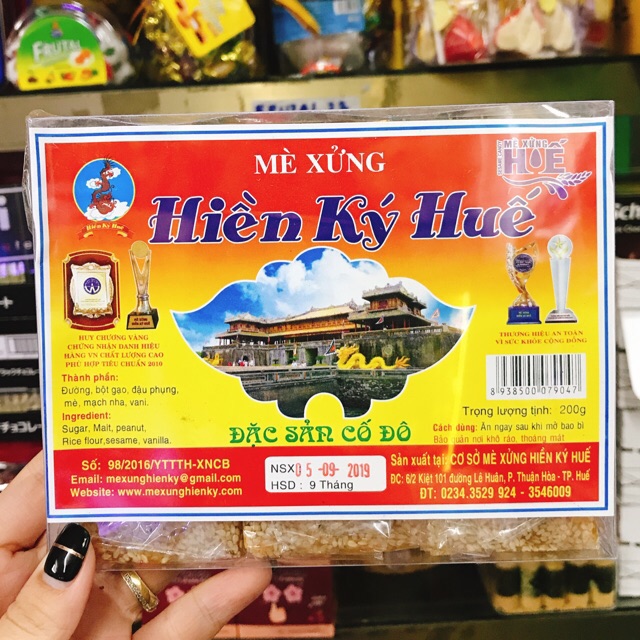 FRUTAL
MÈ XỬNG
Hiền Ký Huế
Hiền Ký Huế
MÈ XỬNG
HUẾ
HUY CHƯƠNG VÀNG
CHỨNG NHẬN DANH HIỆU
HÀNG VN CHẤT LƯỢNG CAO
PHÙ HỢP TIÊU CHUẨN 2010
THƯƠNG HIỆU AN TOÀN
VÌ SỨC KHỎE CỘNG ĐỒNG
Thành phần:
Đường, bột gạo, đậu phụng,
mè, mạch nha, vani.
Ingredient:
Sugar, Malt, peanut,
Rice flour,sesame, vanilla.
ĐẶC SẢN CỐ ĐÔ
8 938500 079047
Trọng lượng tịnh: 200g
Cách dùng: Ăn ngay sau khi mở bao bì
Bảo quản nơi khô ráo, thoáng mát
Số: 98/2016/YTTTH-XNCB
Email: mexunghienky@gmail.com
Website: www.mexunghienky.com
NSX: 05-09-2019
HSD: 9 Tháng
Sản xuất tại: CƠ SỞ MÈ XỬNG HIỀN KÝ HUẾ
ĐC: 6/2 Kiệt 101 đường Lê Huân, P. Thuận Hòa - TP. Huế
ĐT: 0234.3529 924 - 3546009